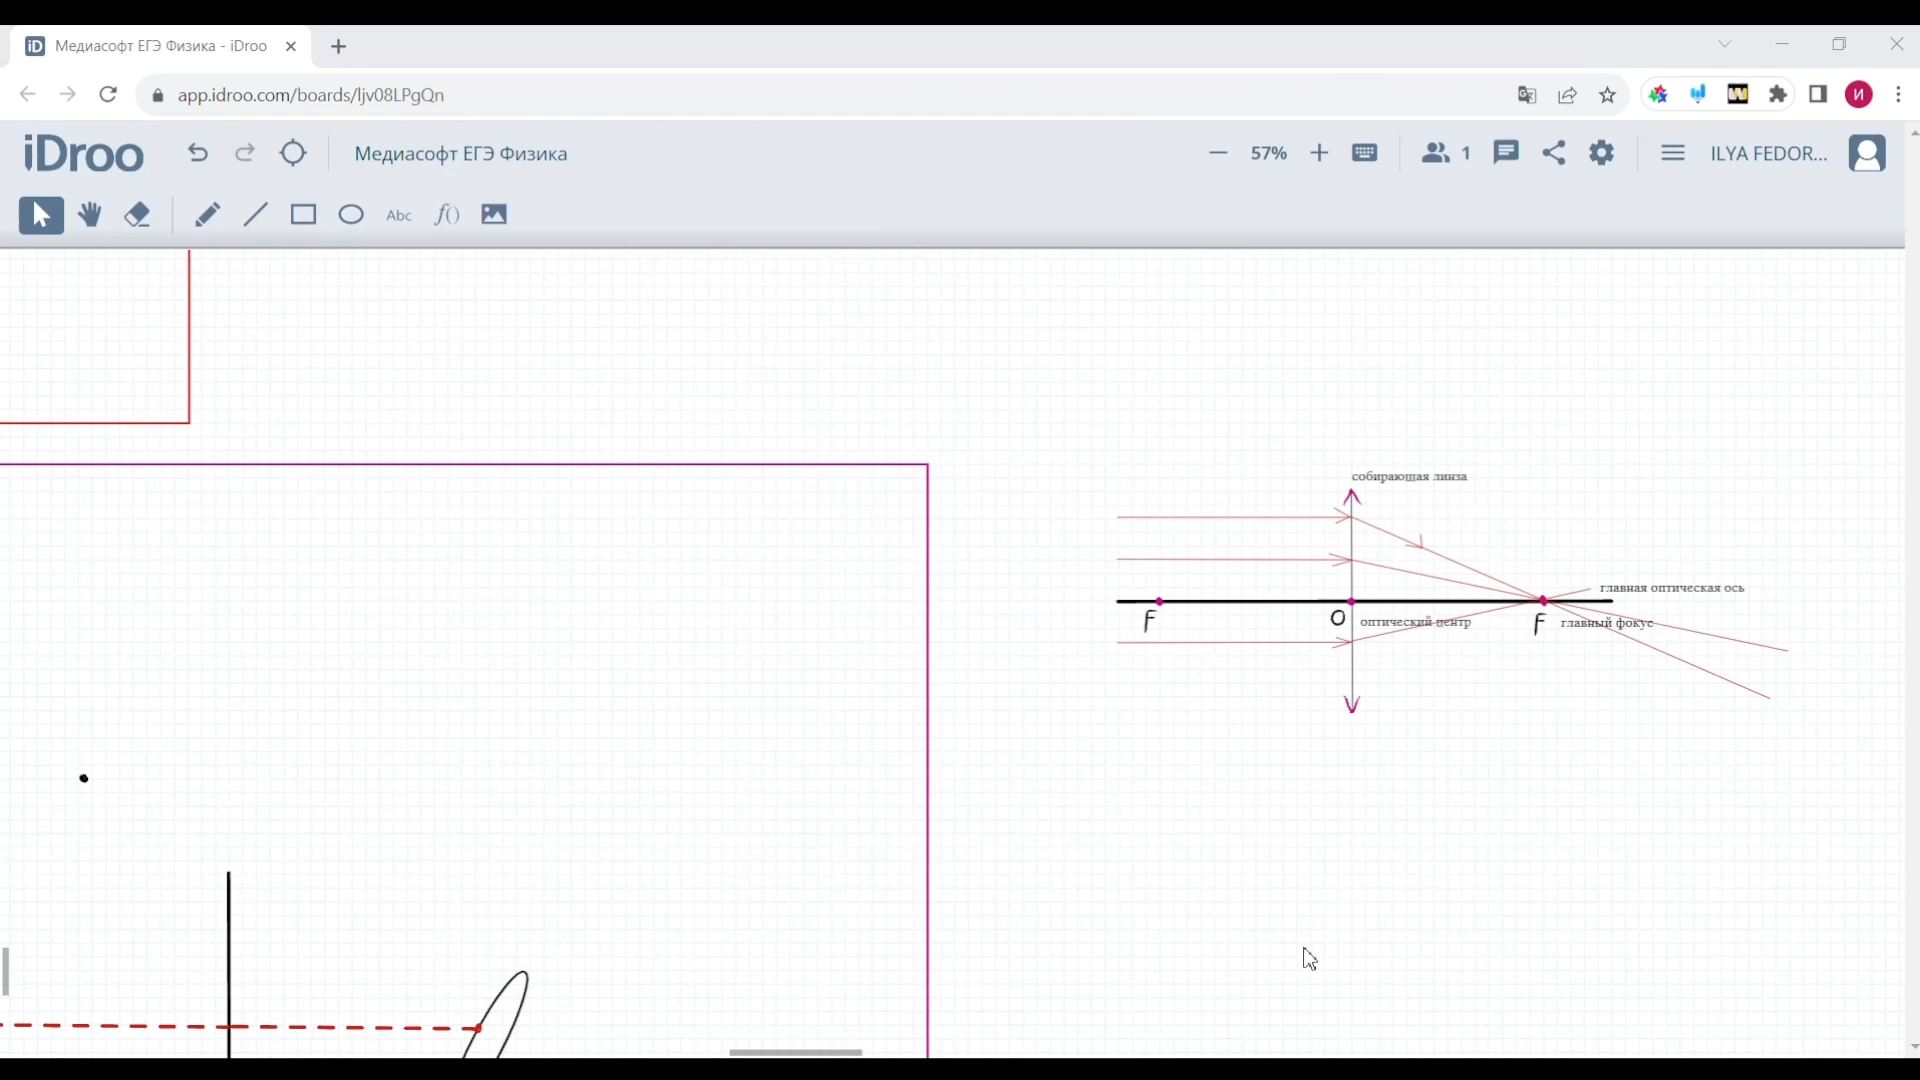 iD Медиасофт ЕГЭ Физика - iDroo
app.idroo.com/boards/ljv08LPgQn
И
iDroo
Медиасофт ЕГЭ Физика
57%
1
ILYA FEDOR...
Abc
f()
собирающая линза
главная оптическая ось
F
O
оптический центр
F
главный фокус